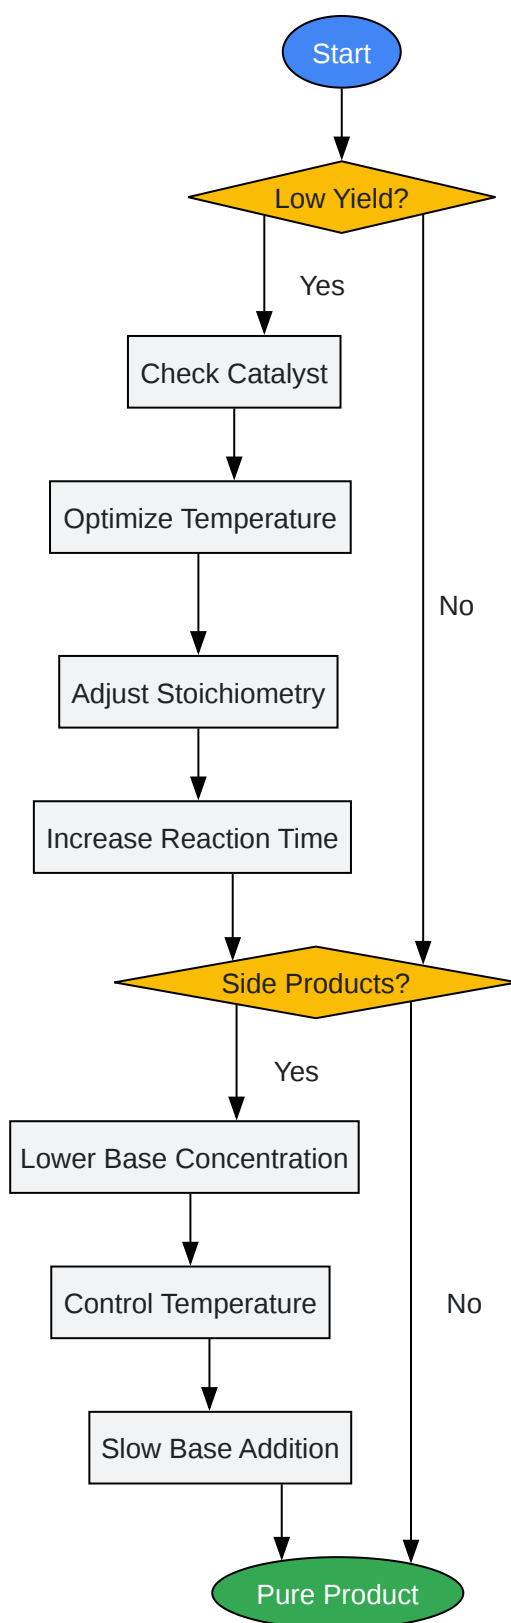 Start
Low Yield?
Yes
Check Catalyst
Optimize Temperature
No
Adjust Stoichiometry
Increase Reaction Time
Side Products?
Yes
Lower Base Concentration
Control Temperature
No
Slow Base Addition
Pure Product